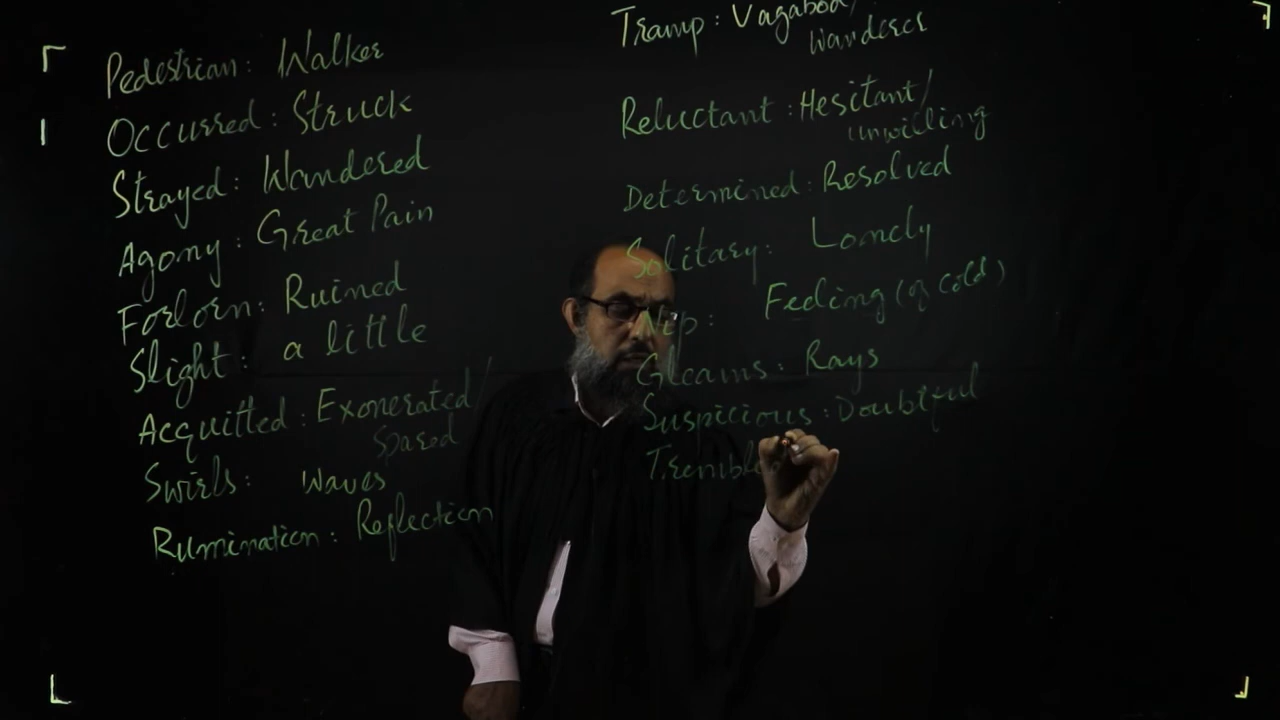 Pedestrian: Walker
Occurred: Struck
Strayed: Wandered
Agony: Great Pain
Forlorn: Ruined
Slight: a little
Acquitted: Exonerated/
Spared
Swirls: Waves
Rumination: Reflection
Tramp: Vagabod/
Wanderer
Reluctant: Hesitant/
unwilling
Determined: Resolved
Solitary: Lonely
Nip: Feeling (of cold)
Gleams: Rays
Suspicious: Doubtful
Tremble